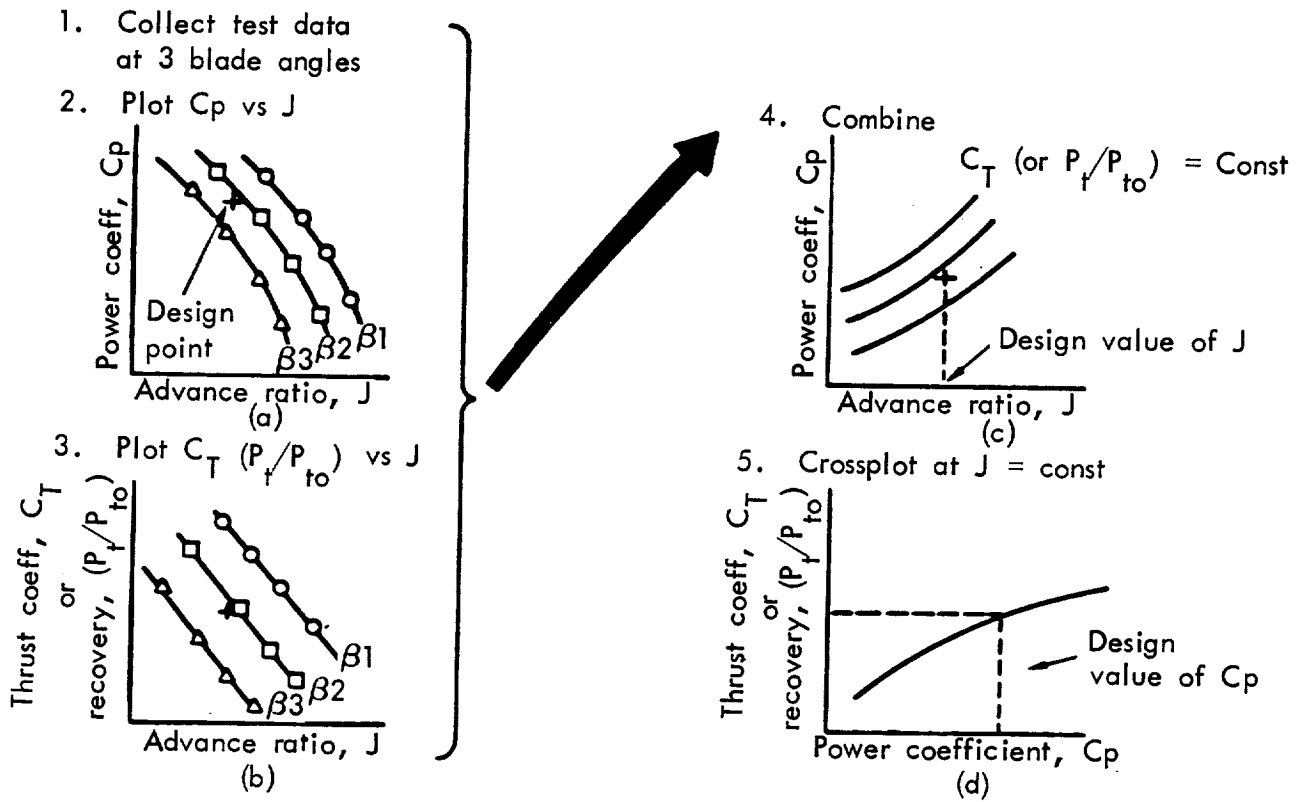 1. Collect test data
at 3 blade angles
2. Plot Cp vs J
Power coeff, Cp
Design
point
β3 β2 β1
Advance ratio, J
(a)
3. Plot CT (Pt/Pto) vs J
Thrust coeff, CT
or
recovery, (Pt/Pto)
β1
β2
β3
Advance ratio, J
(b)
4. Combine
CT (or Pt/Pto) = Const
Power coeff, Cp
Design value of J
Advance ratio, J
(c)
5. Crossplot at J = const
Thrust coeff, CT
or
recovery, (Pt/Pto)
Design
value of Cp
Power coefficient, Cp
(d)